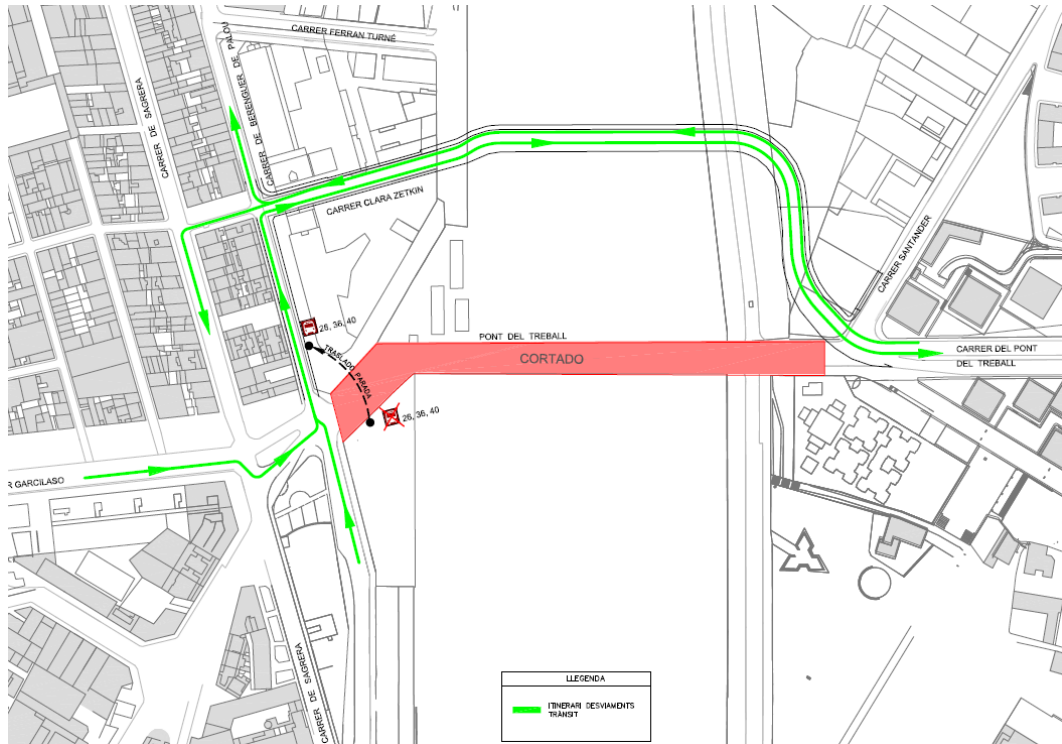 CARRER FERRAN TURNÉ
CARRER DE BERENGUER DE PALOU
CARRER DE SAGRERA
CARRER CLARA ZETKIN
CARRER SANTANDER
26, 36, 40
TRASLADO PARADA
PONT DEL TREBALL
CORTADO
CARRER DEL PONT
DEL TREBALL
26, 36, 40
R GARCILASO
CARRER DE SAGRERA
LLEGENDA
ITINERARI DESVIAMENTS
TRÀNSIT